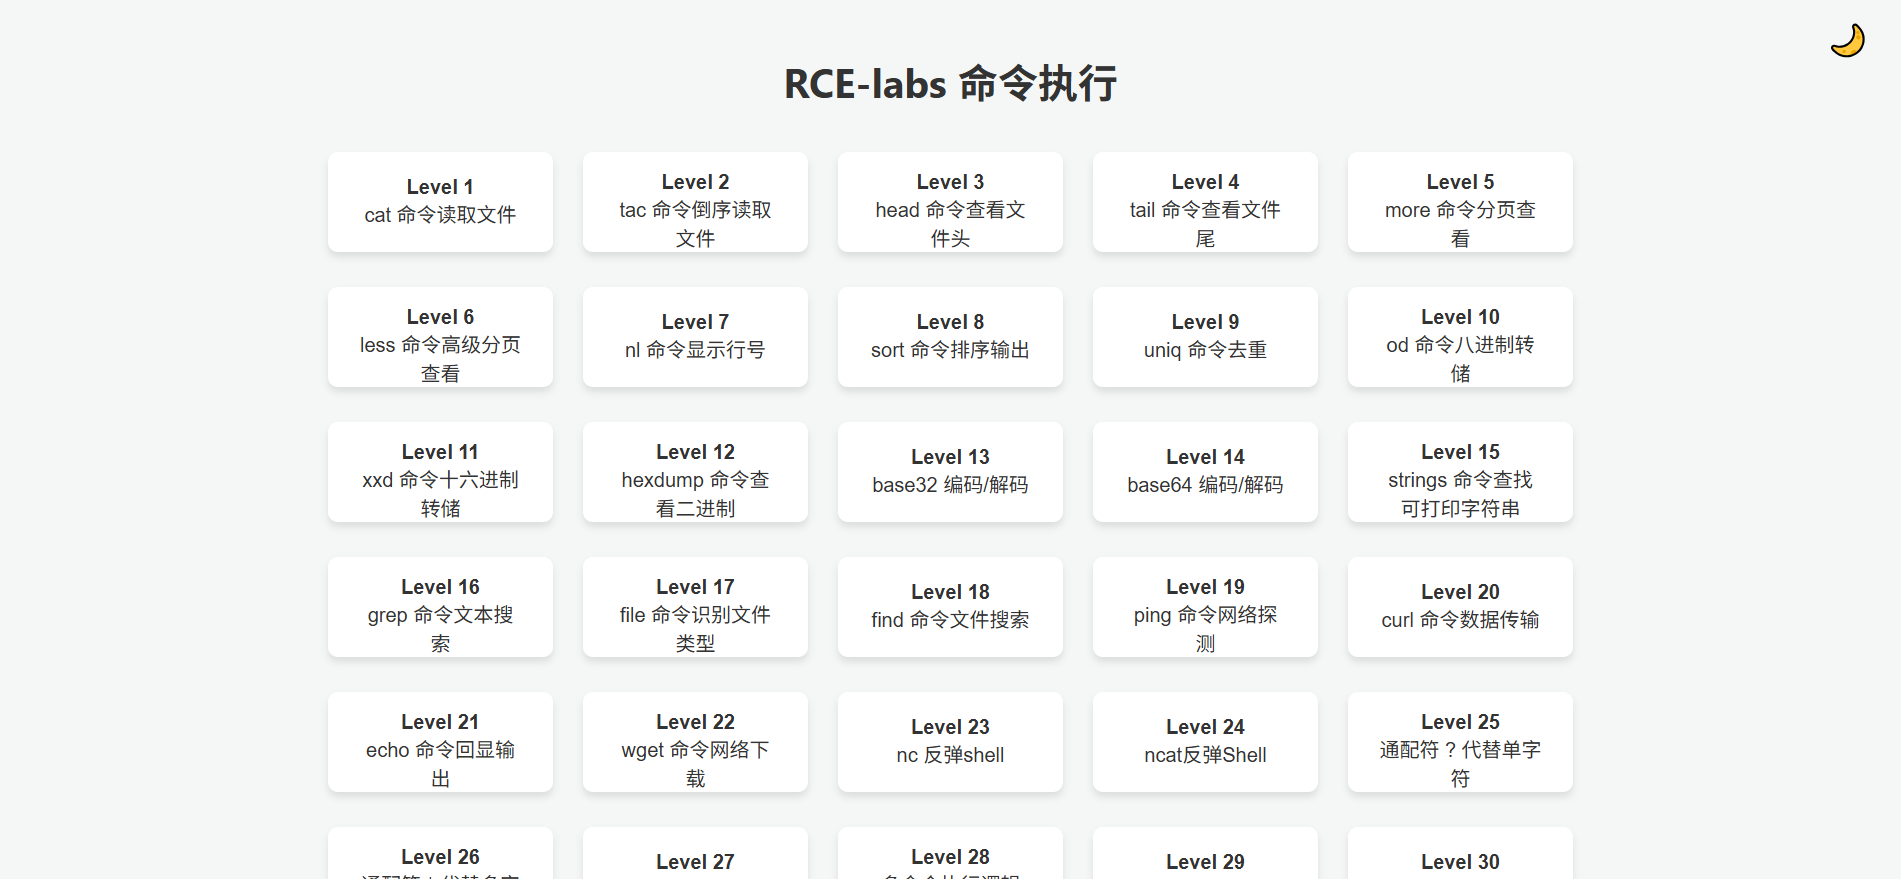 RCE-labs 命令执行
Level 1
cat 命令读取文件
Level 2
tac 命令倒序读取
文件
Level 3
head 命令查看文
件头
Level 4
tail 命令查看文件
尾
Level 5
more 命令分页查
看
Level 6
less 命令高级分页
查看
Level 7
nl 命令显示行号
Level 8
sort 命令排序输出
Level 9
uniq 命令去重
Level 10
od 命令八进制转
储
Level 11
xxd 命令十六进制
转储
Level 12
hexdump 命令查
看二进制
Level 13
base32 编码/解码
Level 14
base64 编码/解码
Level 15
strings 命令查找
可打印字符串
Level 16
grep 命令文本搜
索
Level 17
file 命令识别文件
类型
Level 18
find 命令文件搜索
Level 19
ping 命令网络探
测
Level 20
curl 命令数据传输
Level 21
echo 命令回显输
出
Level 22
wget 命令网络下
载
Level 23
nc 反弹shell
Level 24
ncat反弹Shell
Level 25
通配符 ? 代替单字
符
Level 26
Level 27
Level 28
Level 29
Level 30